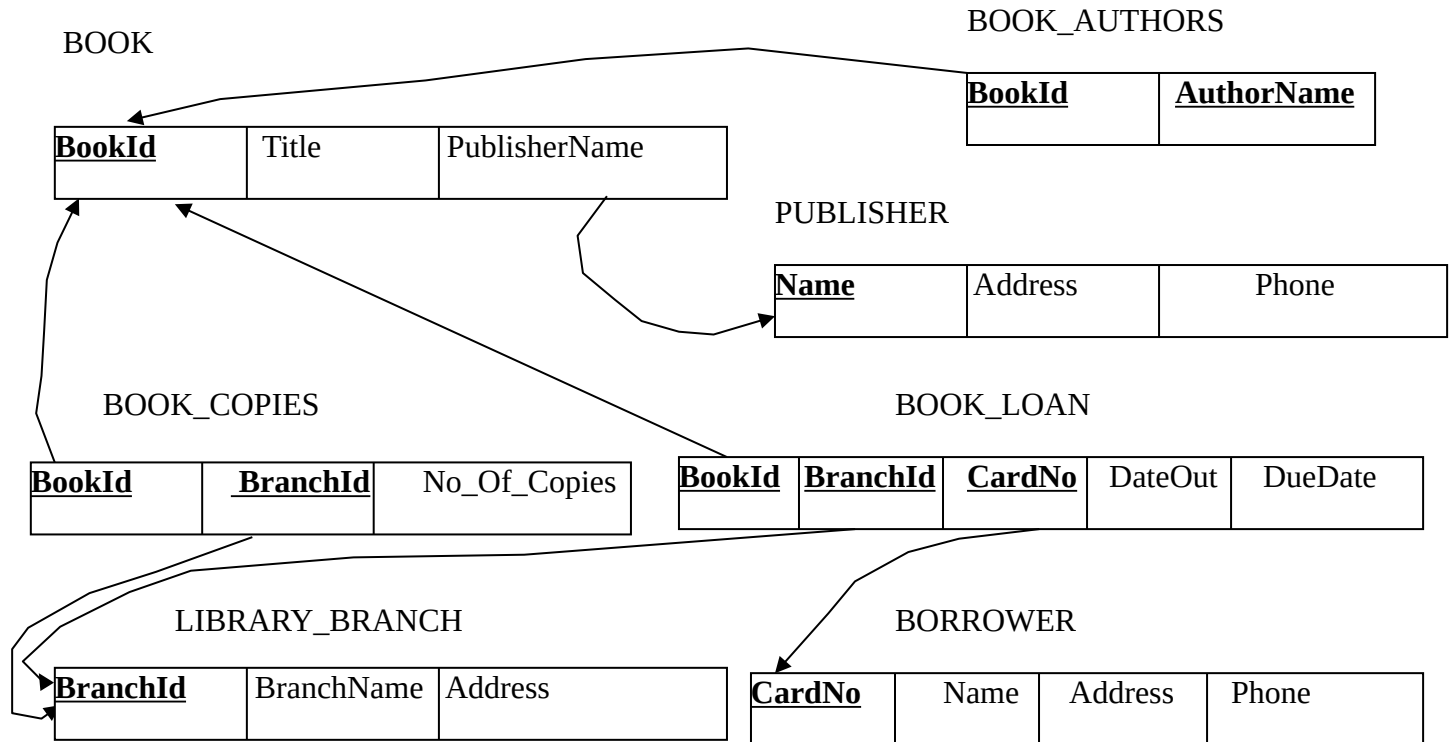 BOOK
BOOK_AUTHORS
BookId AuthorName
BookId Title PublisherName
PUBLISHER
Name Address Phone
BOOK_COPIES
BOOK_LOAN
BookId BranchId No_Of_Copies
BookId BranchId CardNo DateOut DueDate
LIBRARY_BRANCH
BORROWER
BranchId BranchName Address
CardNo Name Address Phone